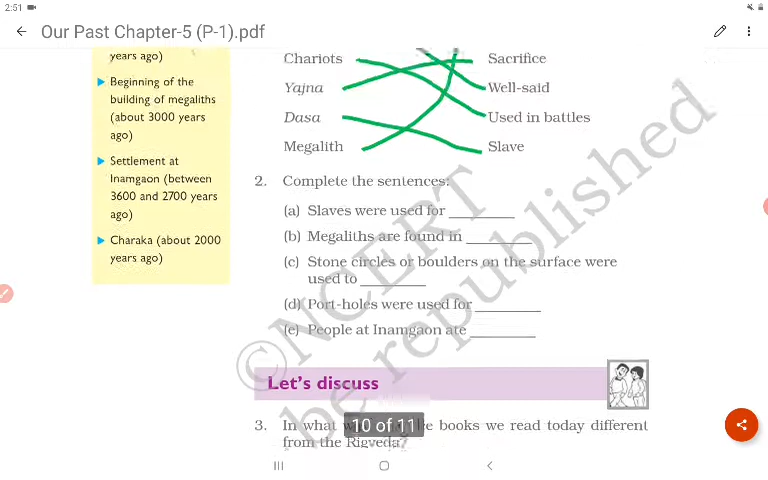 2:51
Our Past Chapter-5 (P-1).pdf
years ago)
Beginning of the
building of megaliths
(about 3000 years
ago)
Settlement at
Inamgaon (between
3600 and 2700 years
ago)
Charaka (about 2000
years ago)
Chariots Sacrifice
Yajna Well-said
Dasa Used in battles
Megalith Slave
2. Complete the sentences:
(a) Slaves were used for ________
(b) Megaliths are found in ________
(c) Stone circles or boulders on the surface were
used to ________
(d) Port-holes were used for ________
(e) People at Inamgaon ate ________
Let's discuss
3. In what books we read today different
from the Rigveda?
10 of 11
©NCERT
be republished